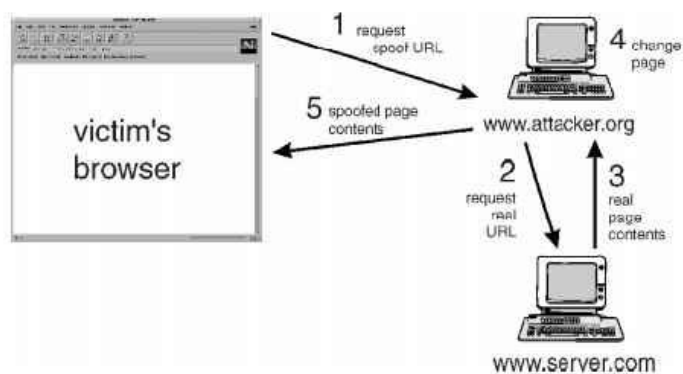 1 request
spoof URL
4 change
page
5 spoofed page
contents
victim's
browser
www.attacker.org
2
request
real
URL
3
real
page
contents
www.server.com